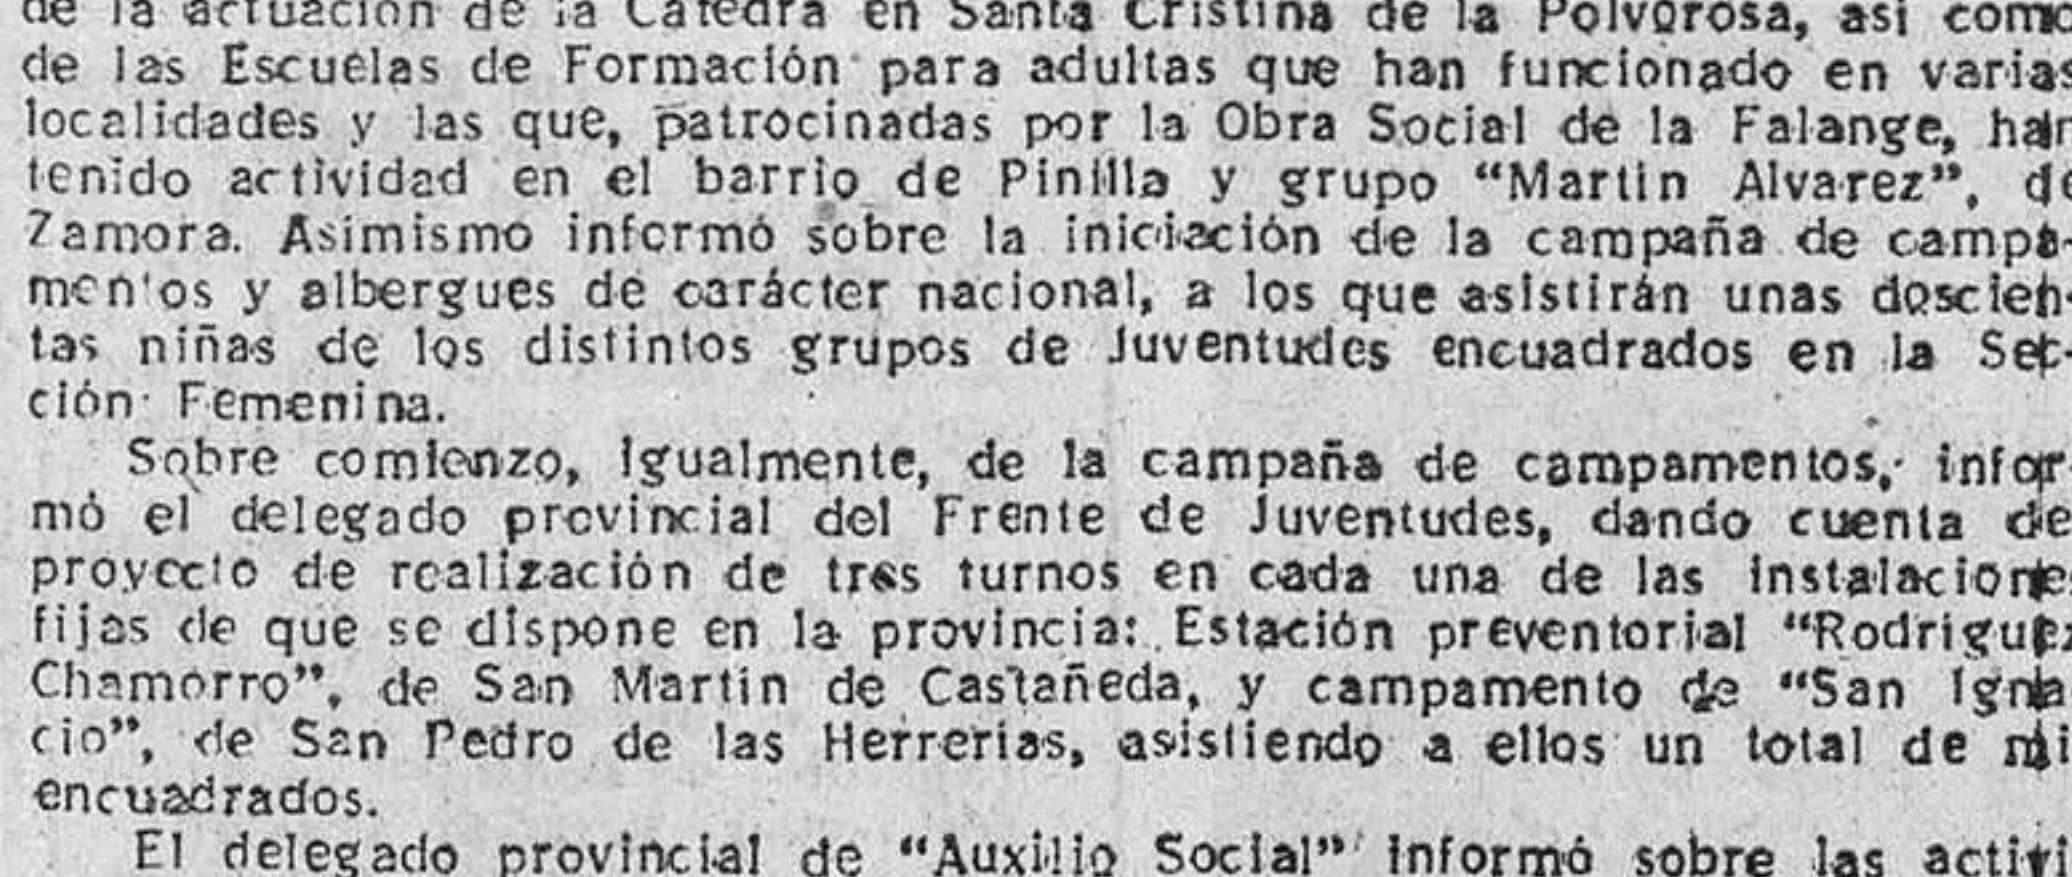 de la actuación de la Cátedra en Santa Cristina de la Polvorosa, así como
de las Escuelas de Formación para adultas que han funcionado en varias
localidades y las que, patrocinadas por la Obra Social de la Falange, han
tenido actividad en el barrio de Pinilla y grupo “Martin Alvarez”, de
Zamora. Asimismo informó sobre la iniciación de la campaña de campa-
mentos y albergues de carácter nacional, a los que asistirán unas doscien
tas niñas de los distintos grupos de Juventudes encuadrados en la Sec-
ción Femenina.
Sobre comienzo, igualmente, de la campaña de campamentos, infor
mó el delegado provincial del Frente de Juventudes, dando cuenta de
proyecto de realización de tres turnos en cada una de las instalacione
fijas de que se dispone en la provincia: Estación preventorial “Rodriguez
Chamorro”, de San Martin de Castañeda, y campamento de “San Igna
cio”, de San Pedro de las Herrerias, asistiendo a ellos un total de mi
encuadrados.
El delegado provincial de “Auxilio Social” informó sobre las activi